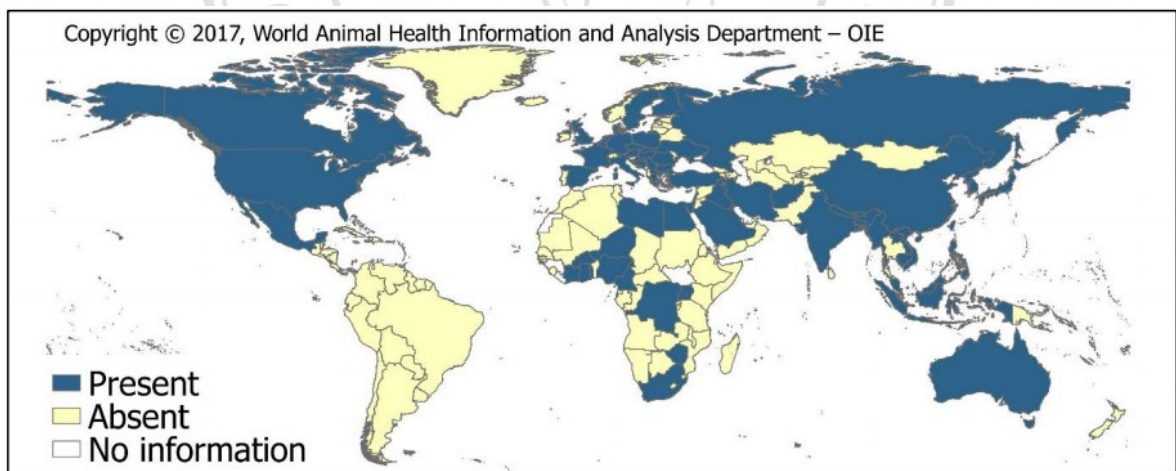 Copyright © 2017, World Animal Health Information and Analysis Department – OIE
Present
Absent
No information